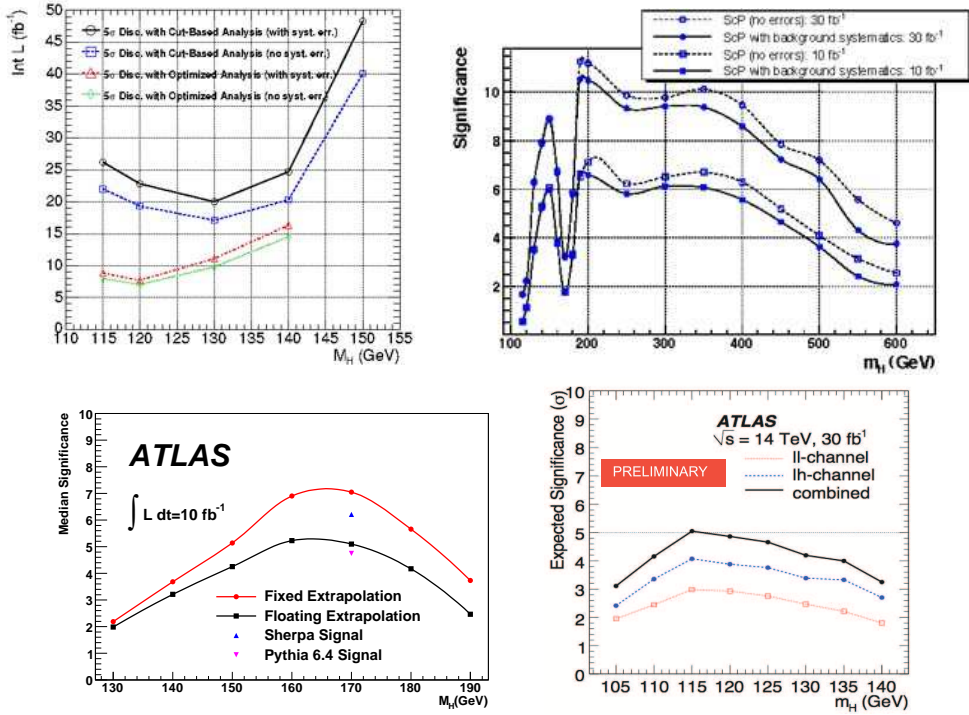 Int L (fb-1)
50
45
40
35
30
25
20
15
10
5
0
5σ Disc. with Cut-Based Analysis (with syst. err.)
5σ Disc. with Cut-Based Analysis (no syst. err.)
5σ Disc. with Optimized Analysis (with syst. err.)
5σ Disc. with Optimized Analysis (no syst. err.)
110 115 120 125 130 135 140 145 150 155
MH (GeV)
ScP (no errors): 30 fb-1
ScP with background systematics: 30 fb-1
ScP (no errors): 10 fb-1
ScP with background systematics: 10 fb-1
Significance
10
8
6
4
2
100 200 300 400 500 600
mH (GeV)
Median Significance
10
9
8
7
6
5
4
3
2
1
0
ATLAS
∫ L dt=10 fb-1
Fixed Extrapolation
Floating Extrapolation
Sherpa Signal
Pythia 6.4 Signal
130 140 150 160 170 180 190
MH(GeV)
Expected Significance (σ)
10
9
8
7
6
5
4
3
2
1
0
ATLAS
√s = 14 TeV, 30 fb1
PRELIMINARY
ll-channel
lh-channel
combined
105 110 115 120 125 130 135 140
mH (GeV)